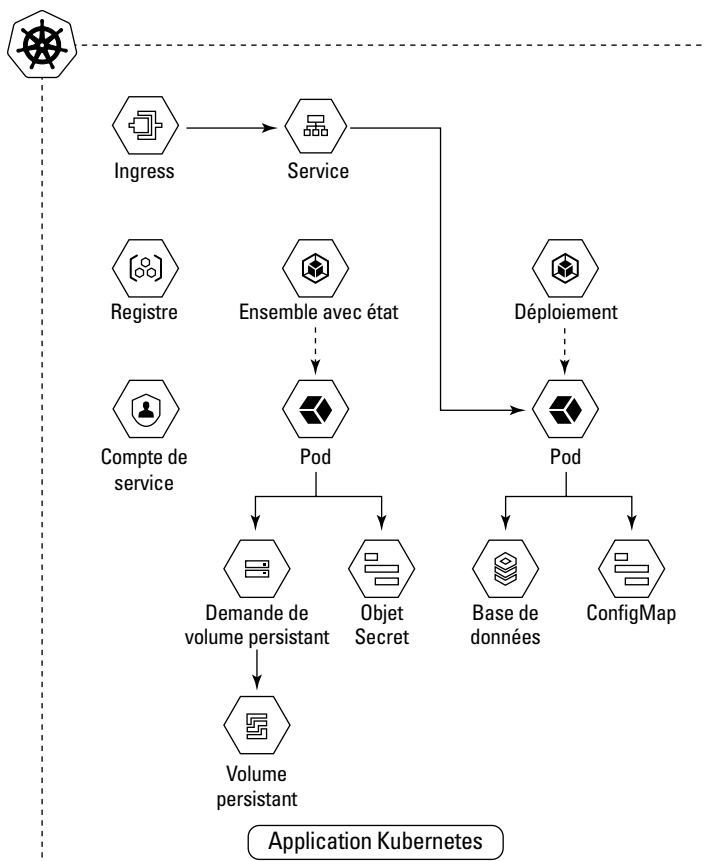 Ingress
Service
Registre
Ensemble avec état
Déploiement
Compte de
service
Pod
Pod
Demande de
volume persistant
Objet
Secret
Base de
données
ConfigMap
Volume
persistant
Application Kubernetes